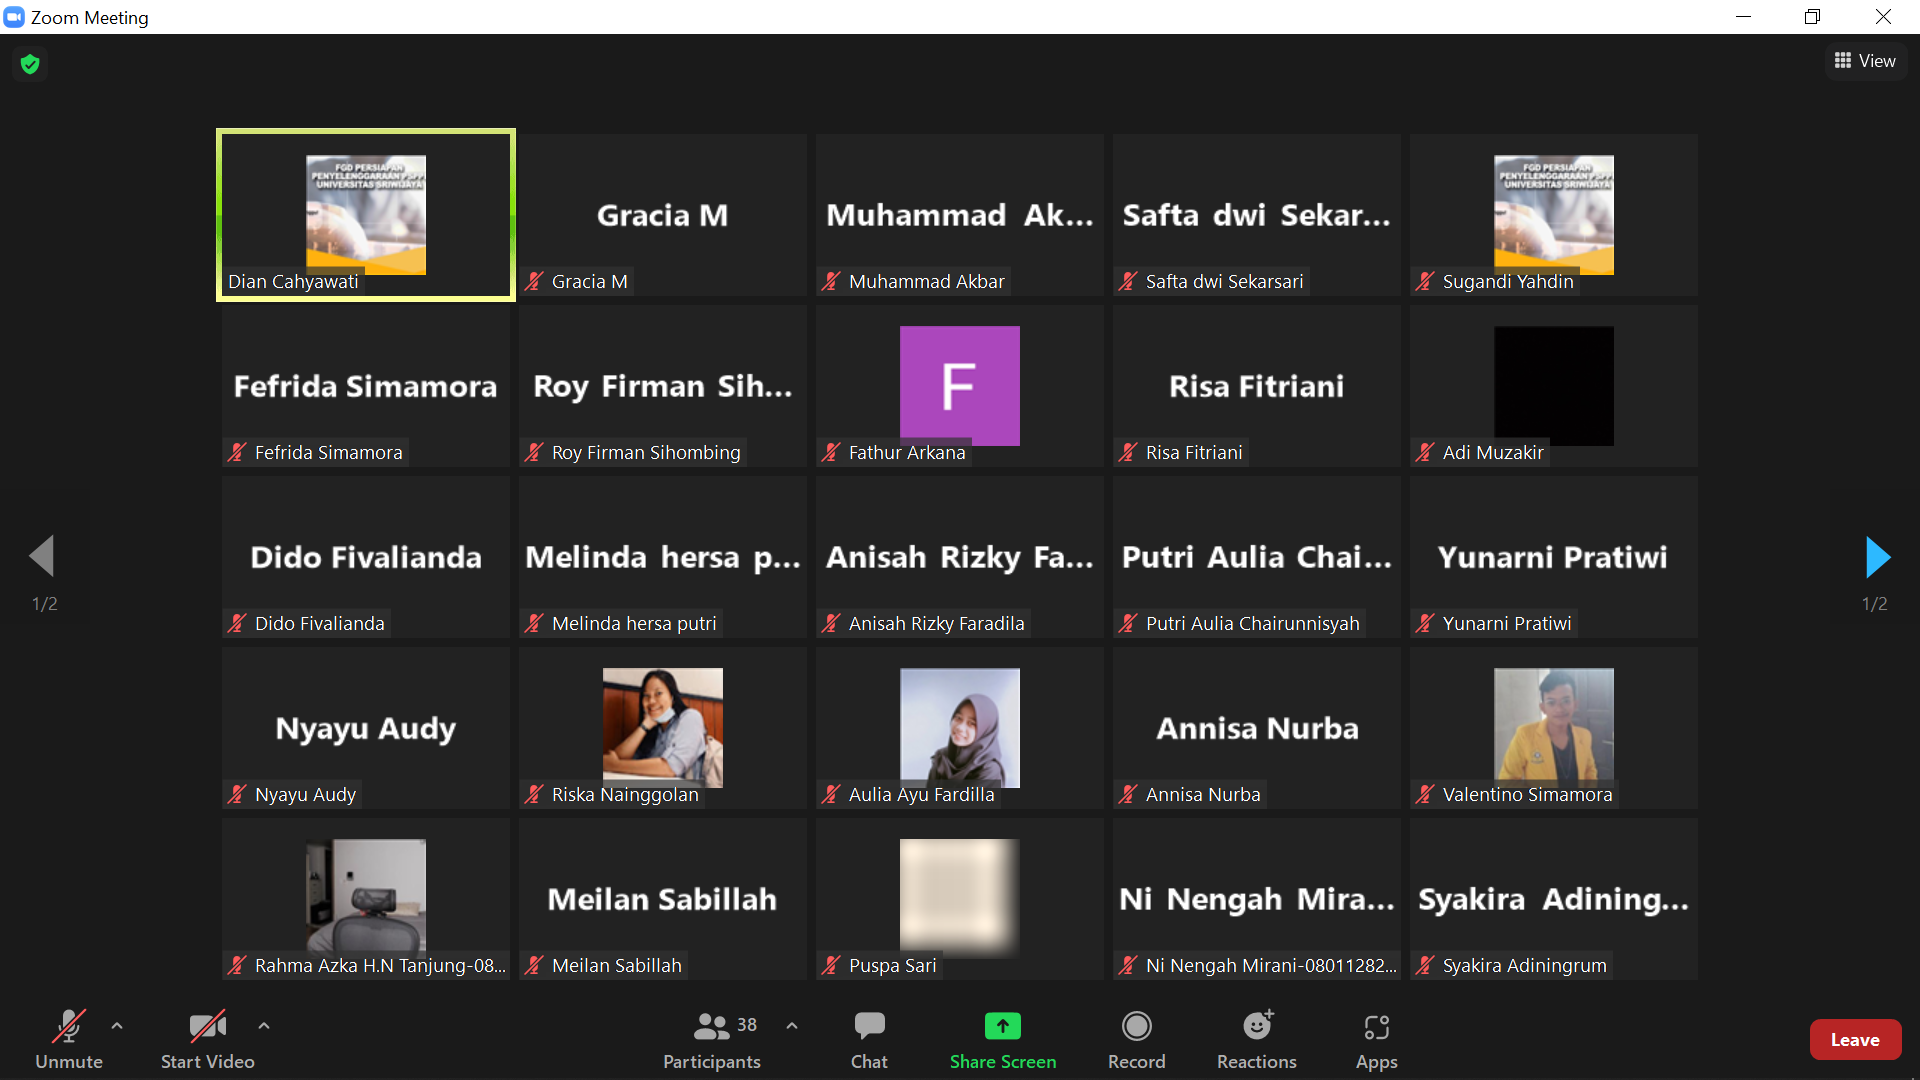 Zoom Meeting
View
FGD PERSIAPAN
PENYELENGGARAAN PSPPI
UNIVERSITAS SRIWIJAYA
Dian Cahyawati
Gracia M
Gracia M
Muhammad Ak...
Muhammad Akbar
Safta dwi Sekar...
Safta dwi Sekarsari
FGD PERSIAPAN
PENYELENGGARAAN PSPPI
UNIVERSITAS SRIWIJAYA
Sugandi Yahdin
Fefrida Simamora
Fefrida Simamora
Roy Firman Sih...
Roy Firman Sihombing
F
Fathur Arkana
Risa Fitriani
Risa Fitriani
Adi Muzakir
Dido Fivalianda
Dido Fivalianda
Melinda hersa p...
Melinda hersa putri
Anisah Rizky Fa...
Anisah Rizky Faradila
Putri Aulia Chai...
Putri Aulia Chairunnisyah
Yunarni Pratiwi
Yunarni Pratiwi
1/2
1/2
Nyayu Audy
Nyayu Audy
Riska Nainggolan
Aulia Ayu Fardilla
Annisa Nurba
Annisa Nurba
Valentino Simamora
Rahma Azka H.N Tanjung-08...
Meilan Sabillah
Meilan Sabillah
Puspa Sari
Ni Nengah Mira...
Ni Nengah Mirani-08011282...
Syakira Adining...
Syakira Adiningrum
Unmute
Start Video
38
Participants
Chat
Share Screen
Record
Reactions
Apps
Leave